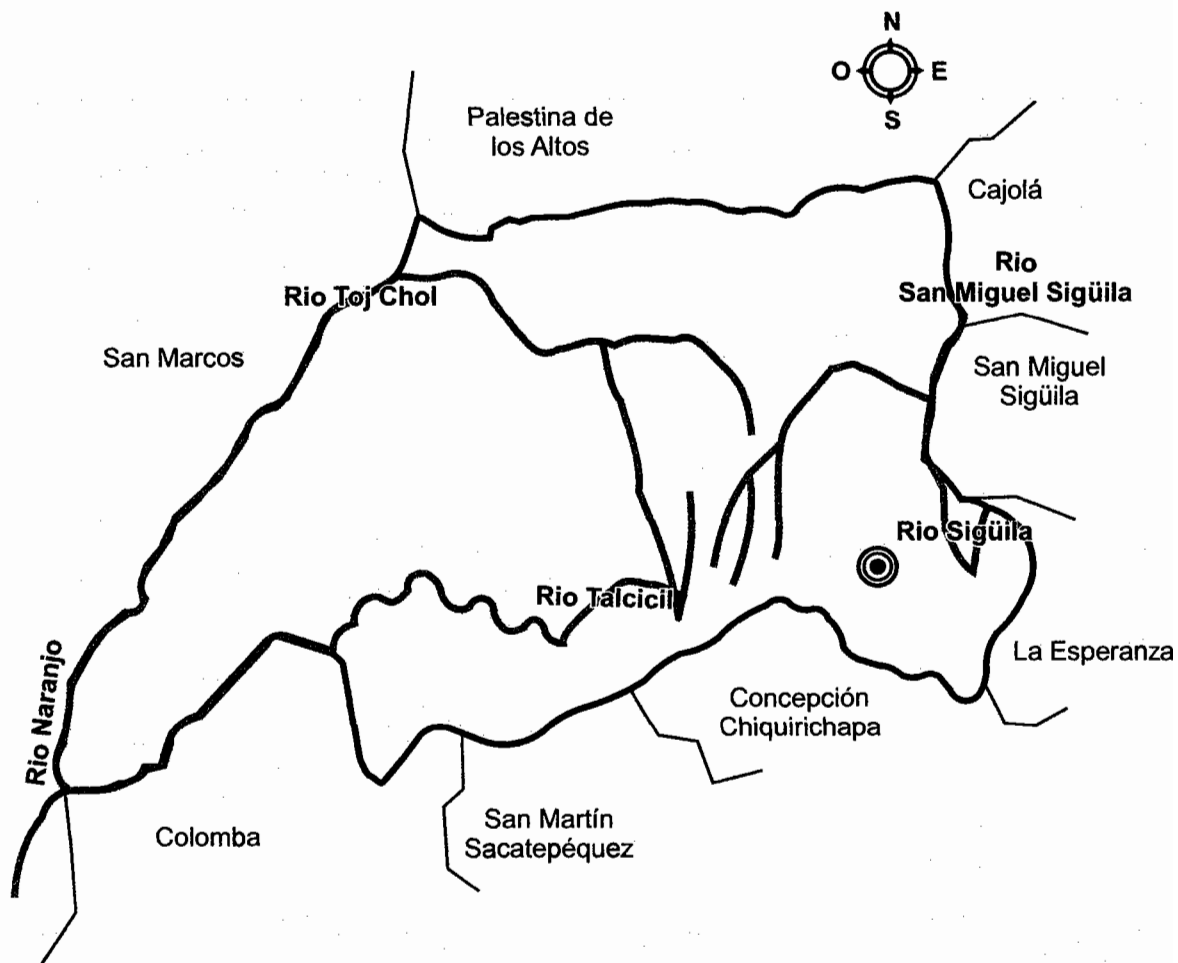 N
O E
S
Palestina de
los Altos
Cajolá
Rio
San Miguel Sigüila
Rio Toj Chol
San Marcos
San Miguel
Sigüila
Rio Sigüila
Rio Talcicil
La Esperanza
Rio Naranjo
Concepción
Chiquirichapa
Colomba
San Martín
Sacatepéquez